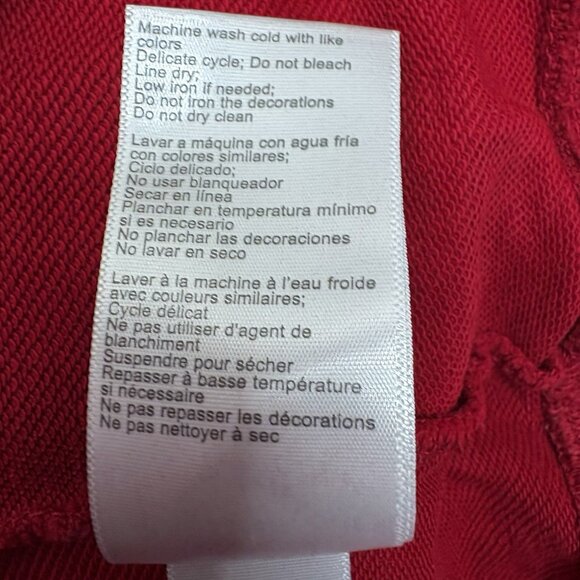 Machine wash cold with like
colors
Delicate cycle; Do not bleach
Line dry;
Low iron if needed;
Do not iron the decorations
Do not dry clean
Lavar a máquina con agua fría
con colores similares;
Ciclo delicado;
No usar blanqueador
Secar en línea
Planchar en temperatura mínimo
si es necesario
No planchar las decoraciones
No lavar en seco
Laver à la machine à l'eau froide
avec couleurs similaires;
Cycle délicat
Ne pas utiliser d'agent de
blanchiment
Suspendre pour sécher
Repasser à basse température
si nécessaire
Ne pas repasser les décorations
Ne pas nettoyer à sec